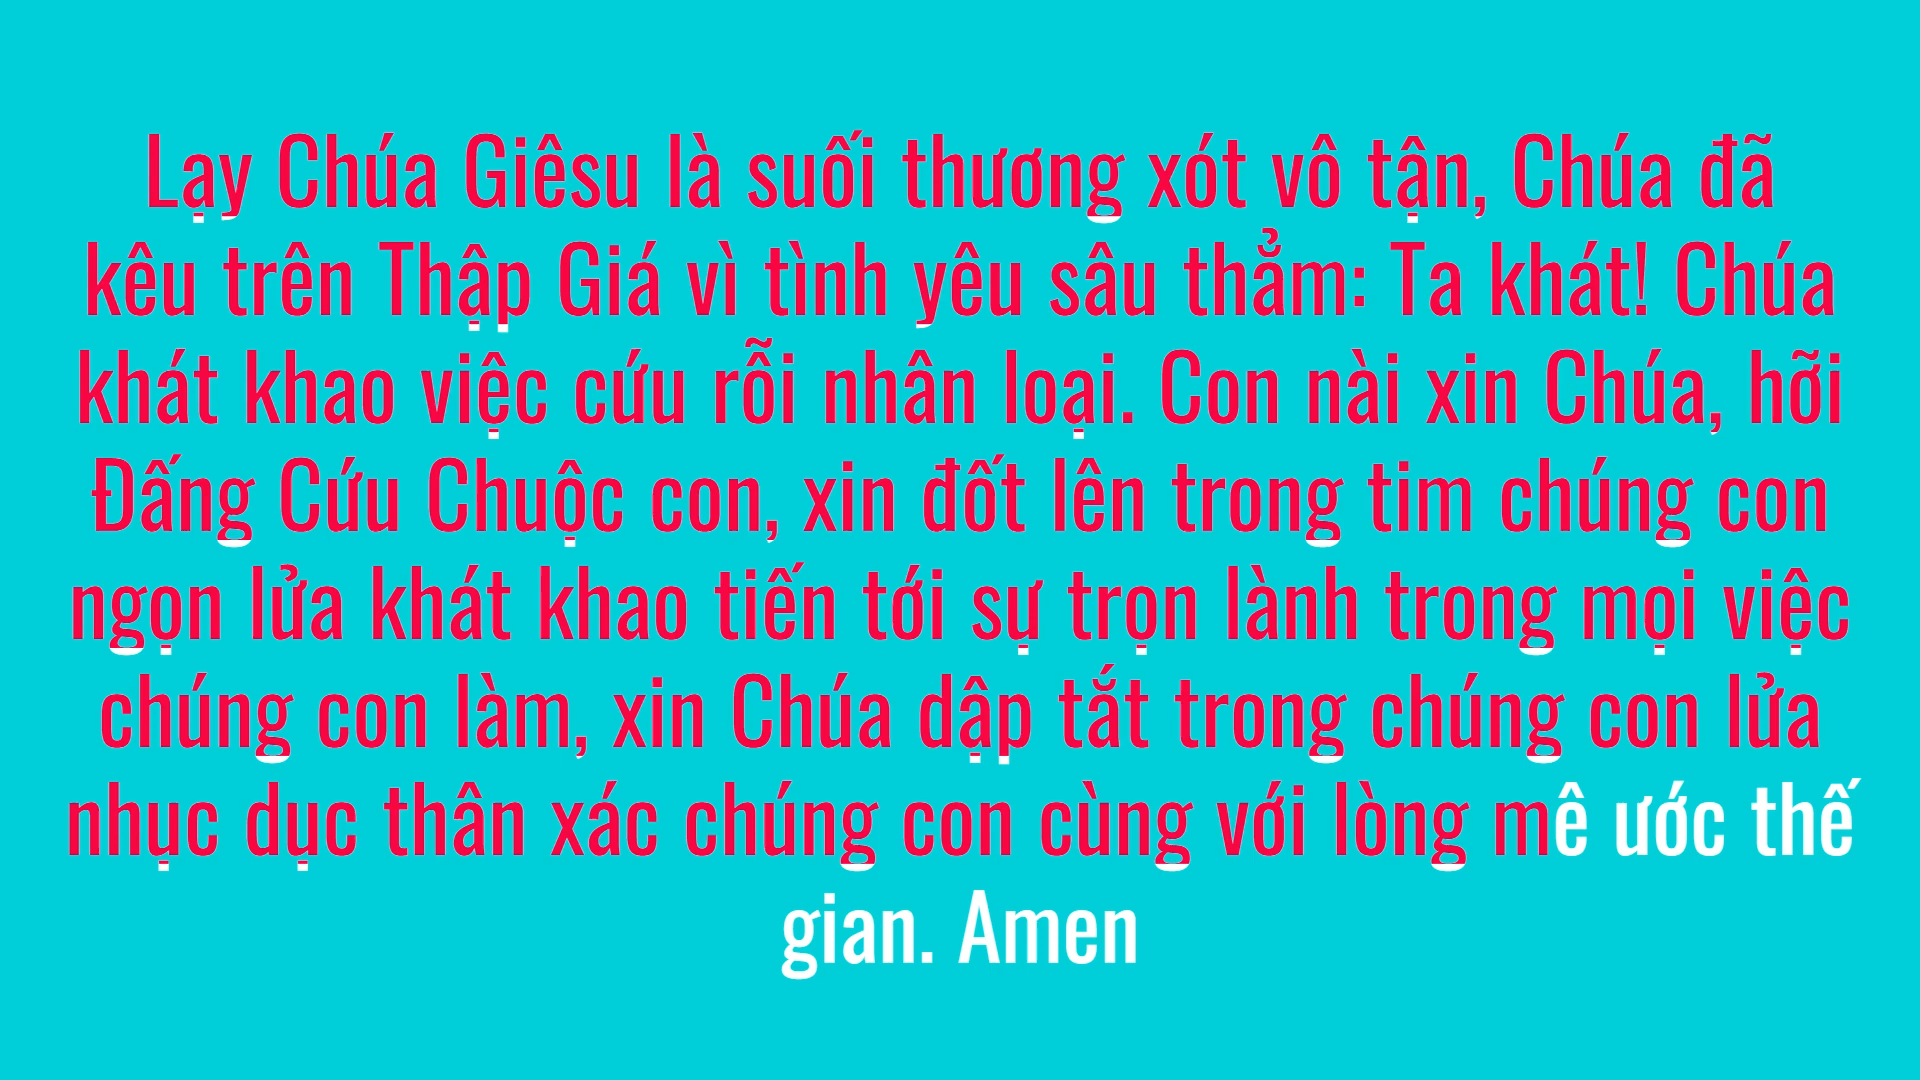 Lạy Chúa Giêsu là suối thương xót vô tận, Chúa đã
kêu trên Thập Giá vì tình yêu sâu thẳm: Ta khát! Chúa
khát khao việc cứu rỗi nhân loại. Con nài xin Chúa, hỡi
Đấng Cứu Chuộc con, xin đốt lên trong tim chúng con
ngọn lửa khát khao tiến tới sự trọn lành trong mọi việc
chúng con làm, xin Chúa dập tắt trong chúng con lửa
nhục dục thân xác chúng con cùng với lòng mê ước thế
gian. Amen